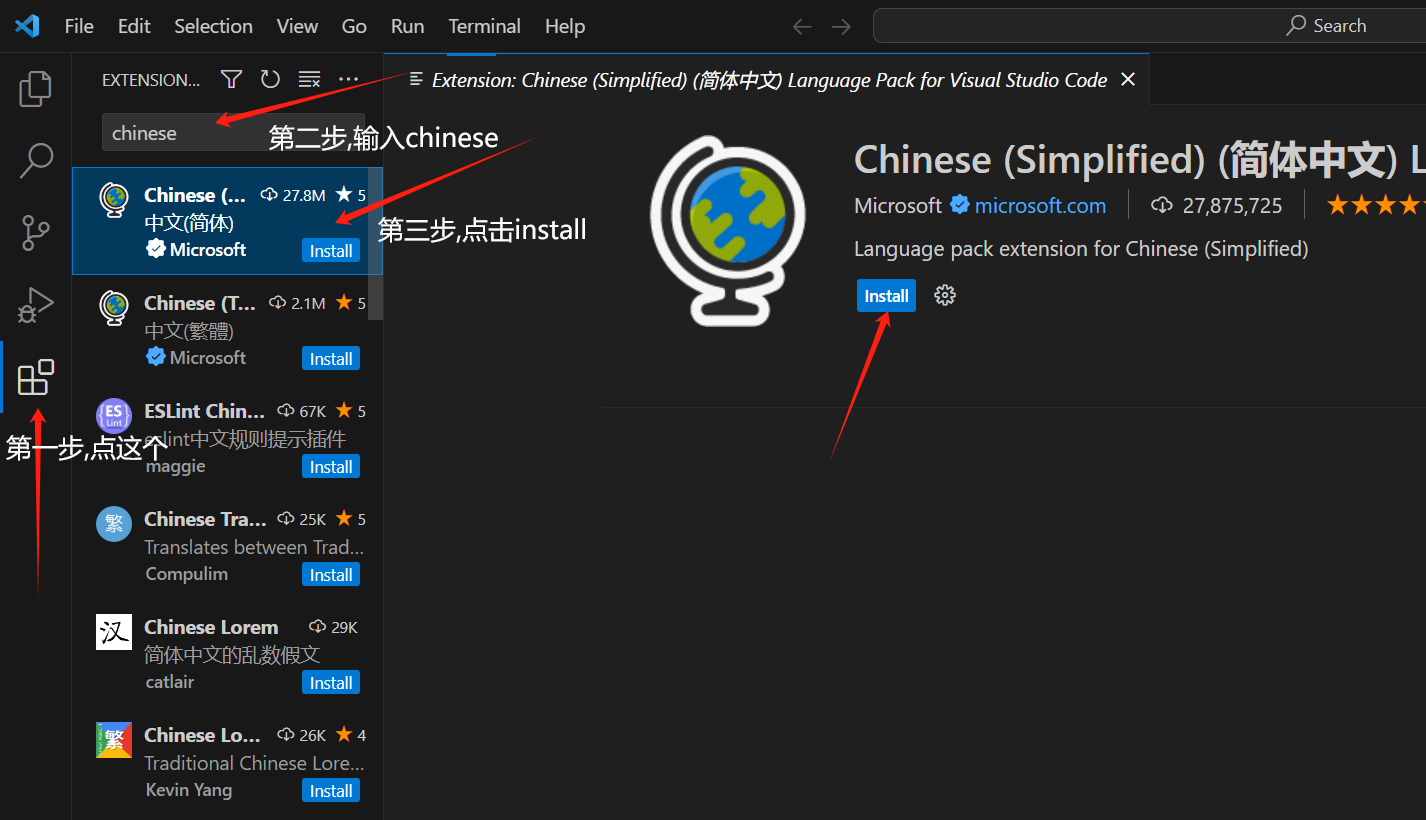 File Edit Selection View Go Run Terminal Help
Search
EXTENSION...
Extension: Chinese (Simplified) (简体中文) Language Pack for Visual Studio Code
chinese
第二步,输入chinese
Chinese (... 27.8M 5
中文(简体)
Microsoft Install
第三步,点击install
Chinese (T... 2.1M 5
中文(繁體)
Microsoft Install
{ES}
Lint
ESLint Chin... 67K 5
eslint中文规则提示插件
maggie Install
第一步,点这个
繁
Chinese Tra... 25K 5
Translates between Trad...
Compulim Install
汉
Chinese Lorem 29K
简体中文的乱数假文
catlair Install
繁
Chinese Lo... 26K 4
Traditional Chinese Lore...
Kevin Yang Install
Chinese (Simplified) (简体中文) L
Microsoft microsoft.com 27,875,725
Language pack extension for Chinese (Simplified)
Install